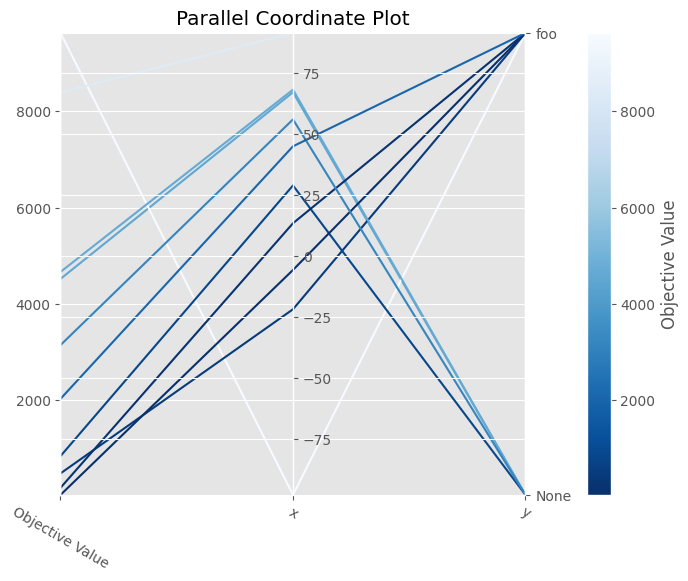 Parallel Coordinate Plot
8000
6000
4000
2000
Objective Value
75
50
25
0
−25
−50
−75
x
foo
None
y
8000
6000
4000
2000
Objective Value